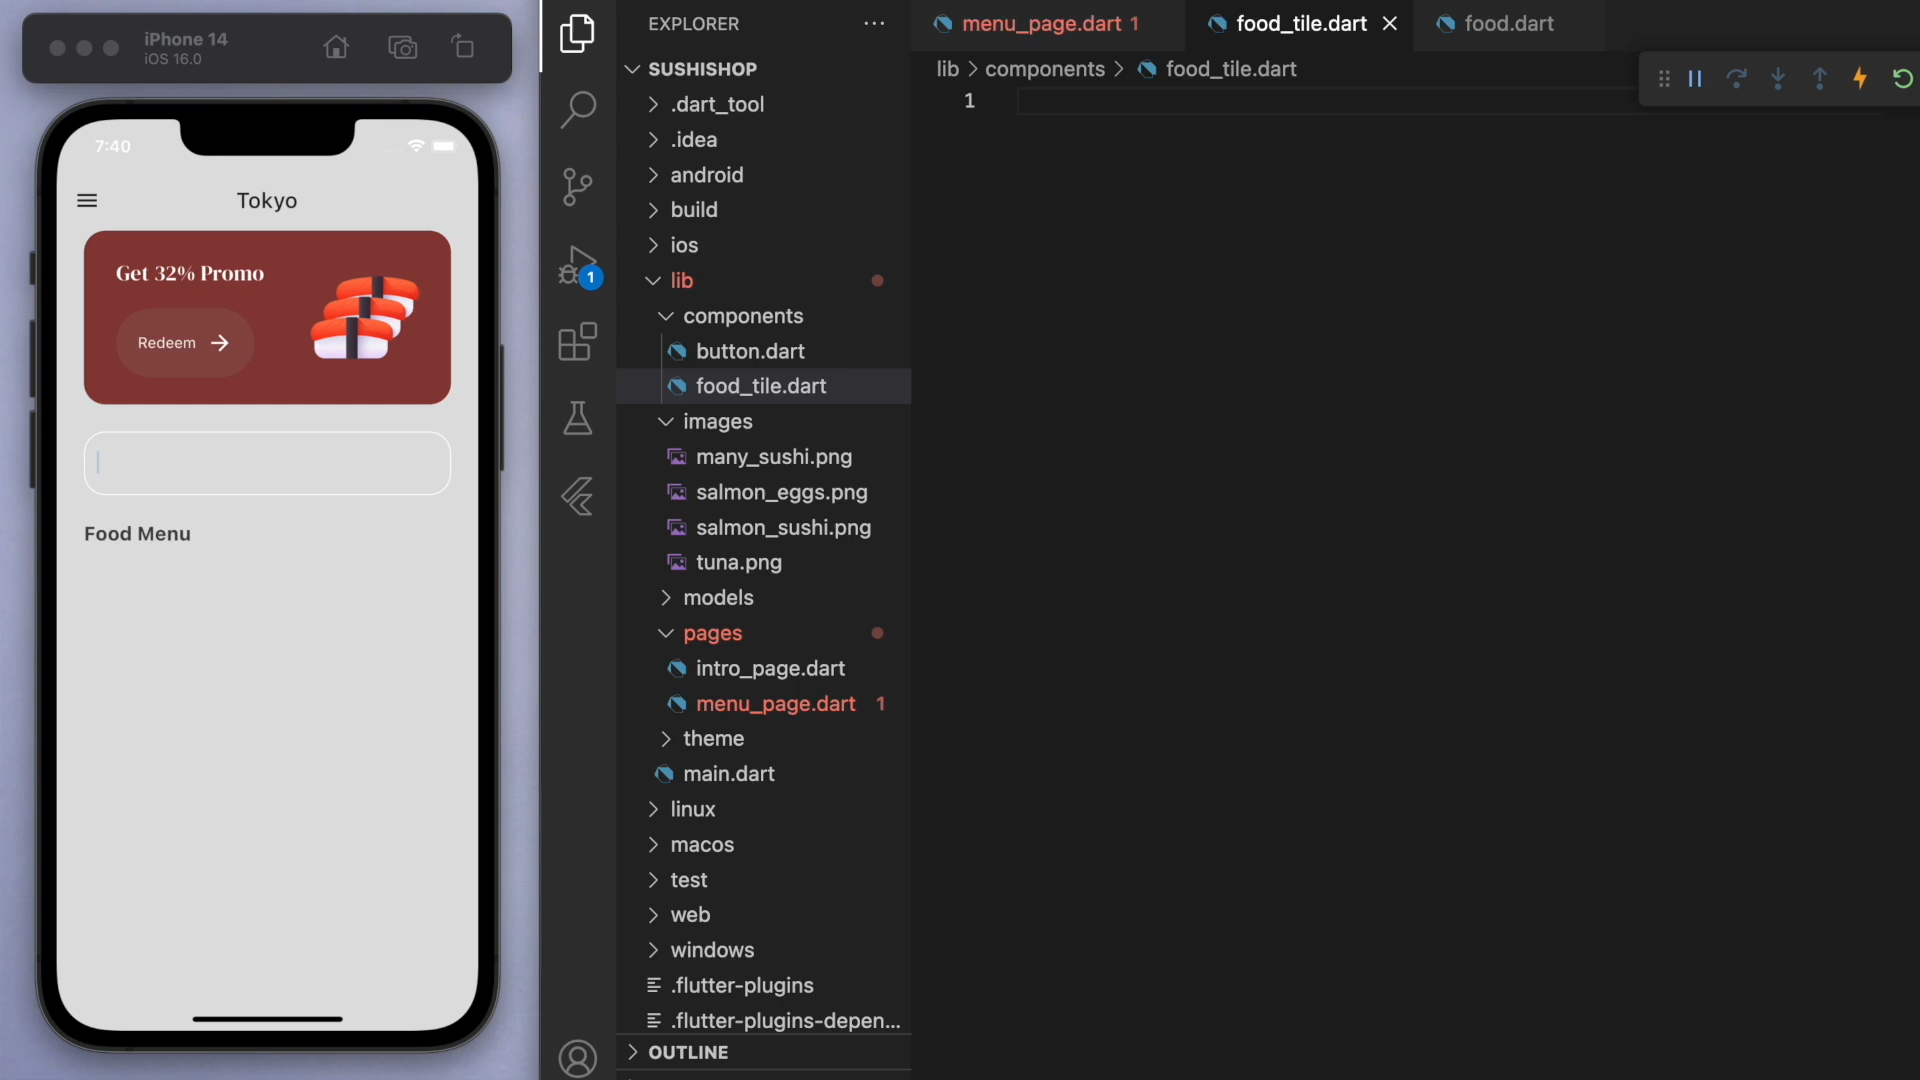 iPhone 14
iOS 16.0
7:40
Tokyo
Get 32% Promo
Redeem
Food Menu
1
EXPLORER
SUSHISHOP
.dart_tool
.idea
android
build
ios
lib
components
button.dart
food_tile.dart
images
many_sushi.png
salmon_eggs.png
salmon_sushi.png
tuna.png
models
pages
intro_page.dart
menu_page.dart 1
theme
main.dart
linux
macos
test
web
windows
.flutter-plugins
.flutter-plugins-depen...
OUTLINE
menu_page.dart 1
food_tile.dart
food.dart
lib > components > food_tile.dart
1